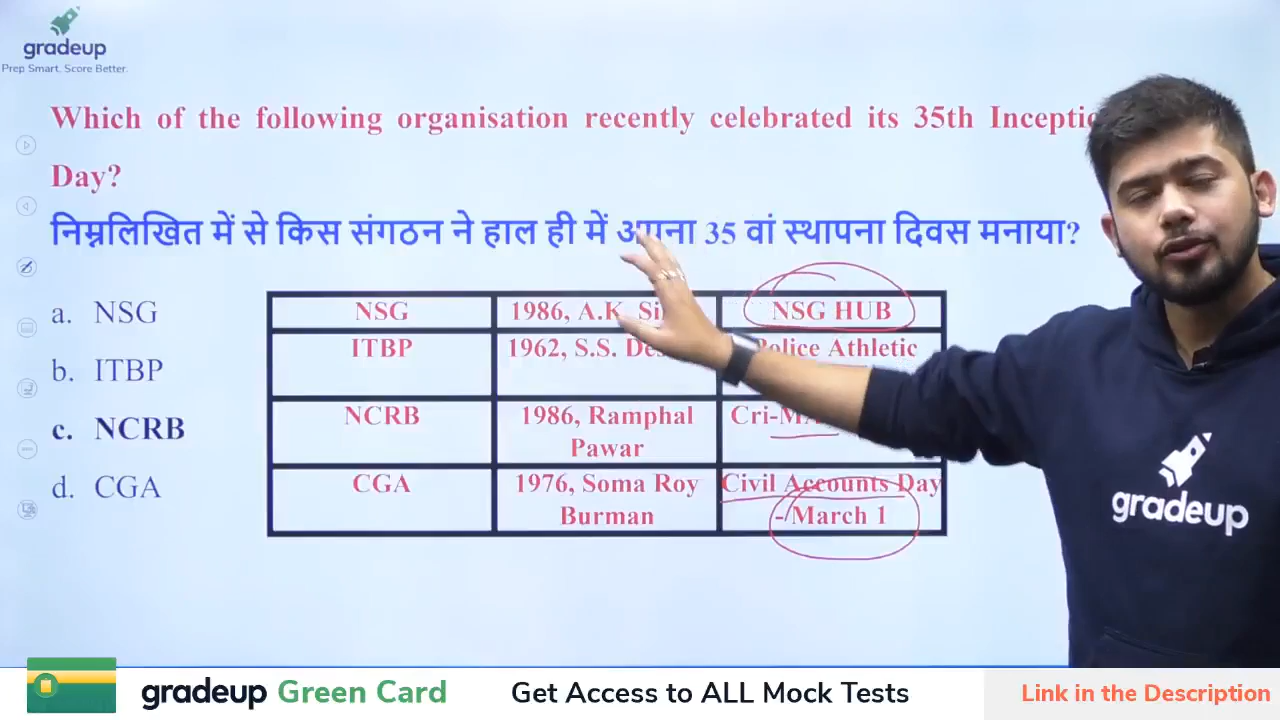 gradeup
Prep Smart. Score Better.
Which of the following organisation recently celebrated its 35th
Day?
निम्नलिखित में से किस संगठन ने हाल ही में अपना 35 वां स्थापना दिवस मनाया?
a. NSG
b. ITBP
c. NCRB
d. CGA
NSG 1986, A.K. NSG HUB
ITBP 1962, S.S. Police Athletic
NCRB 1986, Ramphal
Pawar
CGA 1976, Soma Roy Civil Accounts Day
Burman - March 1
gradeup
gradeup Green Card Get Access to ALL Mock Tests Link in the Description